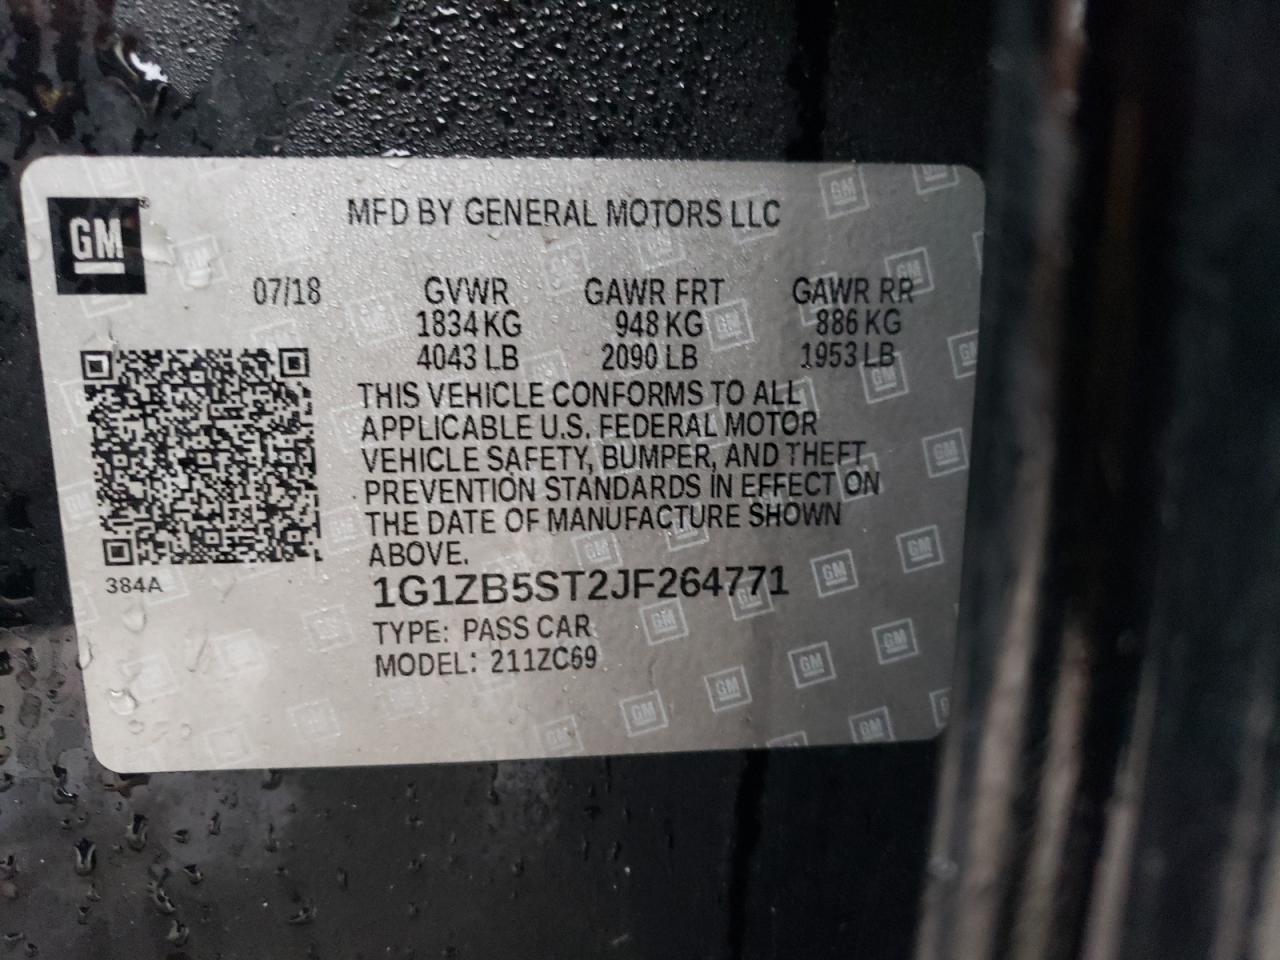 GM®
MFD BY GENERAL MOTORS LLC
07/18 GVWR GAWR FRT GAWR RR
1834 KG 948 KG 886 KG
4043 LB 2090 LB 1953 LB
THIS VEHICLE CONFORMS TO ALL
APPLICABLE U.S. FEDERAL MOTOR
VEHICLE SAFETY, BUMPER, AND THEFT
PREVENTION STANDARDS IN EFFECT ON
THE DATE OF MANUFACTURE SHOWN
ABOVE.
384A
1G1ZB5ST2JF264771
TYPE: PASS CAR
MODEL: 211ZC69